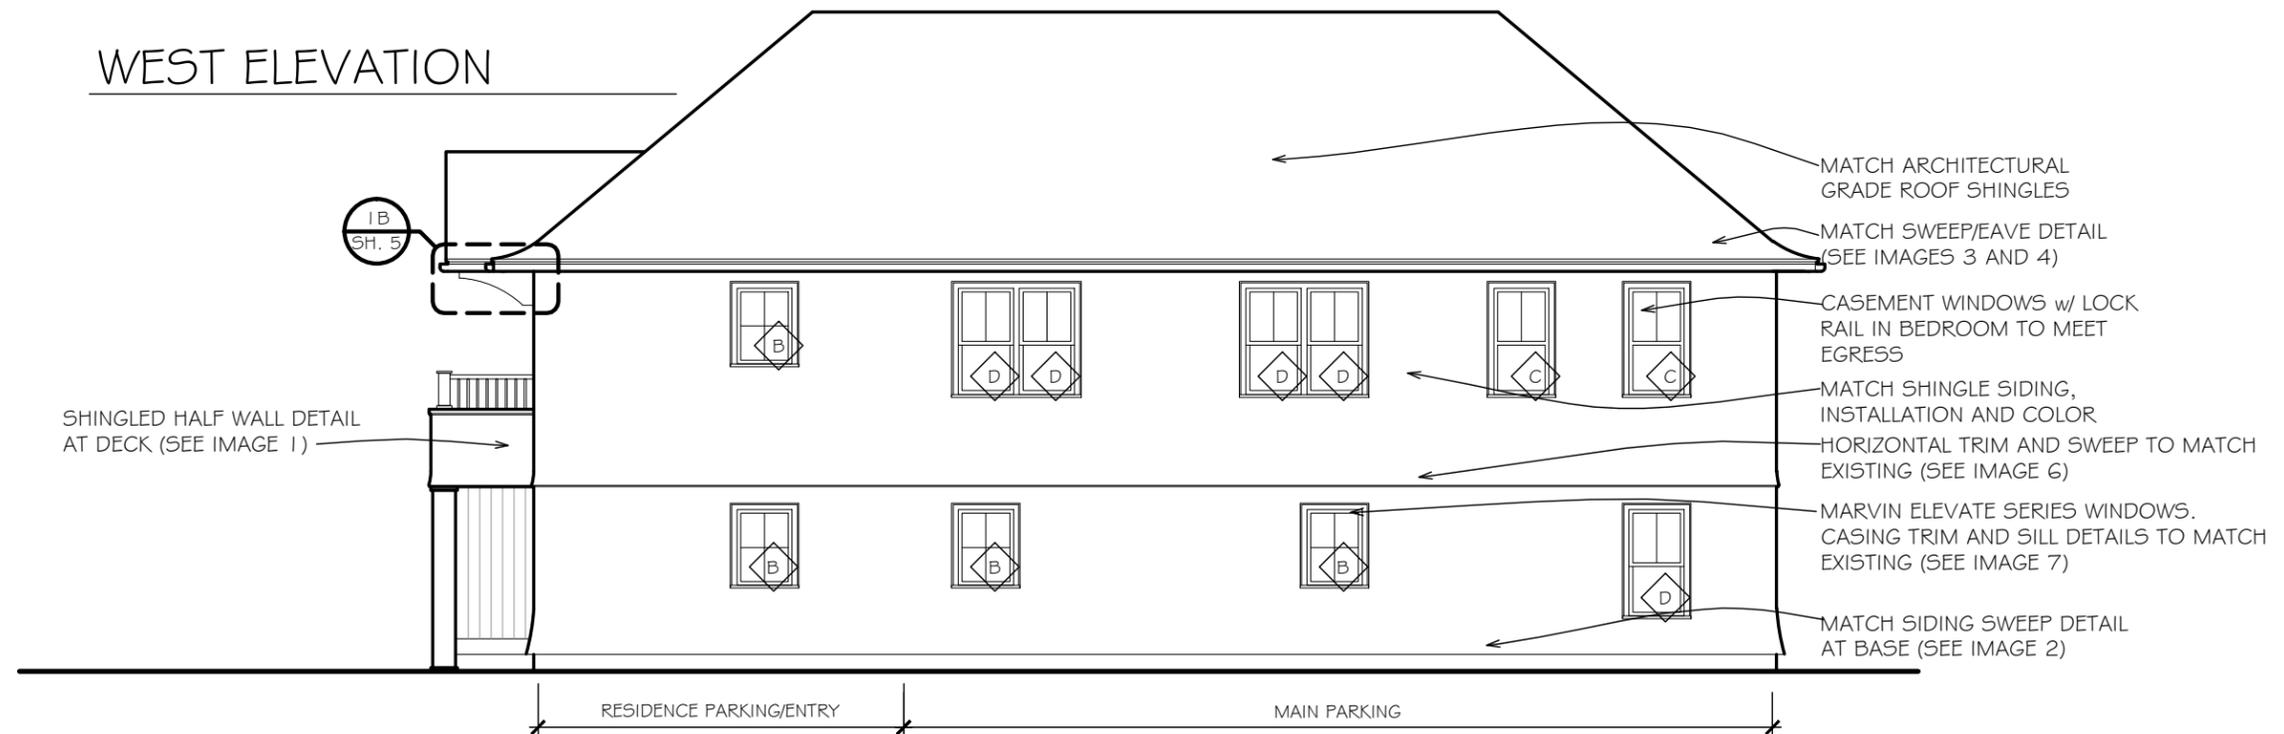 WEST ELEVATION
1B
SH. 5
MATCH ARCHITECTURAL
GRADE ROOF SHINGLES
MATCH SWEEP/EAVE DETAIL
(SEE IMAGES 3 AND 4)
CASEMENT WINDOWS w/ LOCK
RAIL IN BEDROOM TO MEET
EGRESS
B
D
D
D
D
C
C
MATCH SHINGLE SIDING,
INSTALLATION AND COLOR
SHINGLED HALF WALL DETAIL
AT DECK (SEE IMAGE 1)
HORIZONTAL TRIM AND SWEEP TO MATCH
EXISTING (SEE IMAGE 6)
MARVIN ELEVATE SERIES WINDOWS.
CASING TRIM AND SILL DETAILS TO MATCH
EXISTING (SEE IMAGE 7)
B
B
B
D
MATCH SIDING SWEEP DETAIL
AT BASE (SEE IMAGE 2)
RESIDENCE PARKING/ENTRY
MAIN PARKING